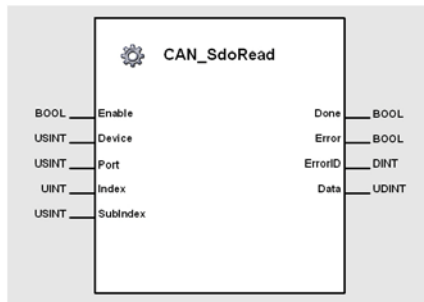 CAN_SdoRead
BOOL Enable Done BOOL
USINT Device Error BOOL
USINT Port ErrorID DINT
UINT Index Data UDINT
USINT SubIndex